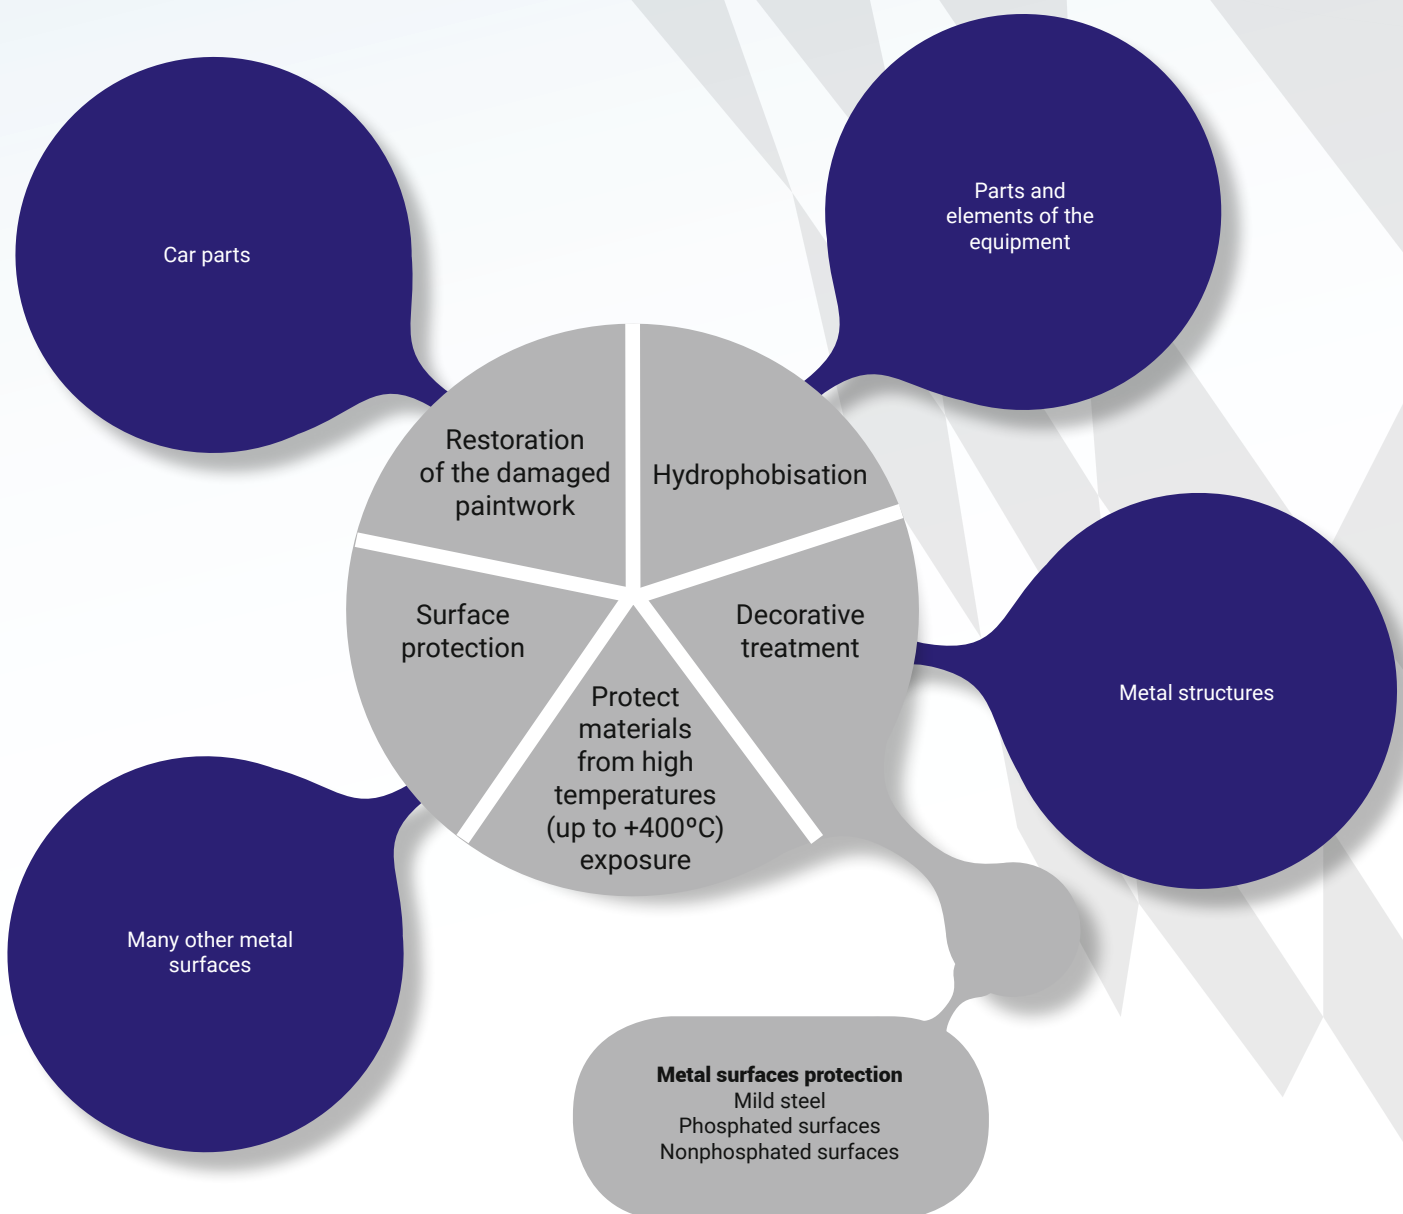 Car parts
Parts and
elements of the
equipment
Restoration
of the damaged
paintwork
Hydrophobisation
Surface
protection
Decorative
treatment
Protect
materials
from high
temperatures
(up to +400ºC)
exposure
Metal structures
Many other metal
surfaces
Metal surfaces protection
Mild steel
Phosphated surfaces
Nonphosphated surfaces